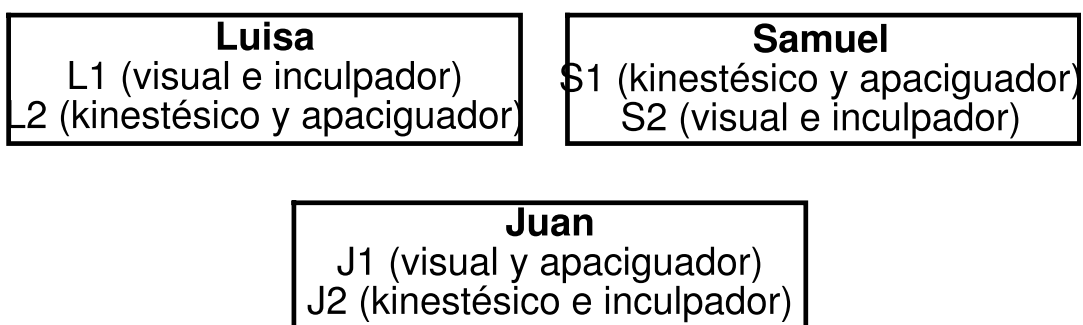 Luisa
L1 (visual e inculpador)
L2 (kinestésico y apaciguador)
Samuel
S1 (kinestésico y apaciguador)
S2 (visual e inculpador)
Juan
J1 (visual y apaciguador)
J2 (kinestésico e inculpador)